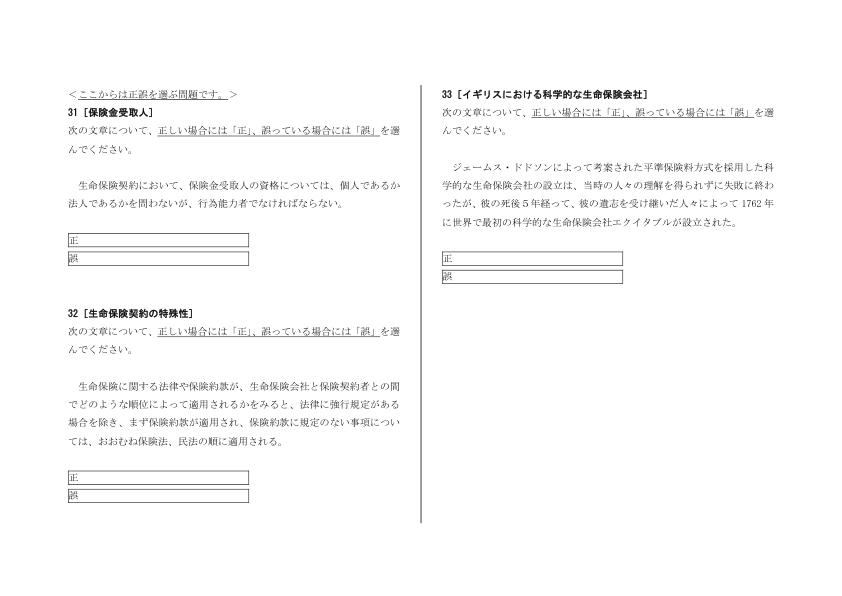 ＜ここからは正誤を選ぶ問題です。＞
31［保険金受取人］
次の文章について、正しい場合には「正」、誤っている場合には「誤」を選
んでください。
生命保険契約において、保険金受取人の資格については、個人であるか
法人であるかを問わないが、行為能力者でなければならない。
正
誤
32［生命保険契約の特殊性］
次の文章について、正しい場合には「正」、誤っている場合には「誤」を選
んでください。
生命保険に関する法律や保険約款が、生命保険会社と保険契約者との間
でどのような順位によって適用されるかをみると、法律に強行規定がある
場合を除き、まず保険約款が適用され、保険約款に規定のない事項につい
ては、おおむね保険法、民法の順に適用される。
正
誤
33［イギリスにおける科学的な生命保険会社］
次の文章について、正しい場合には「正」、誤っている場合には「誤」を選
んでください。
ジェームス・ドドソンによって考案された平準保険料方式を採用した科
学的な生命保険会社の設立は、当時の人々の理解を得られずに失敗に終わ
ったが、彼の死後５年経って、彼の遺志を受け継いだ人々によって 1762 年
に世界で最初の科学的な生命保険会社エクイタブルが設立された。
正
誤